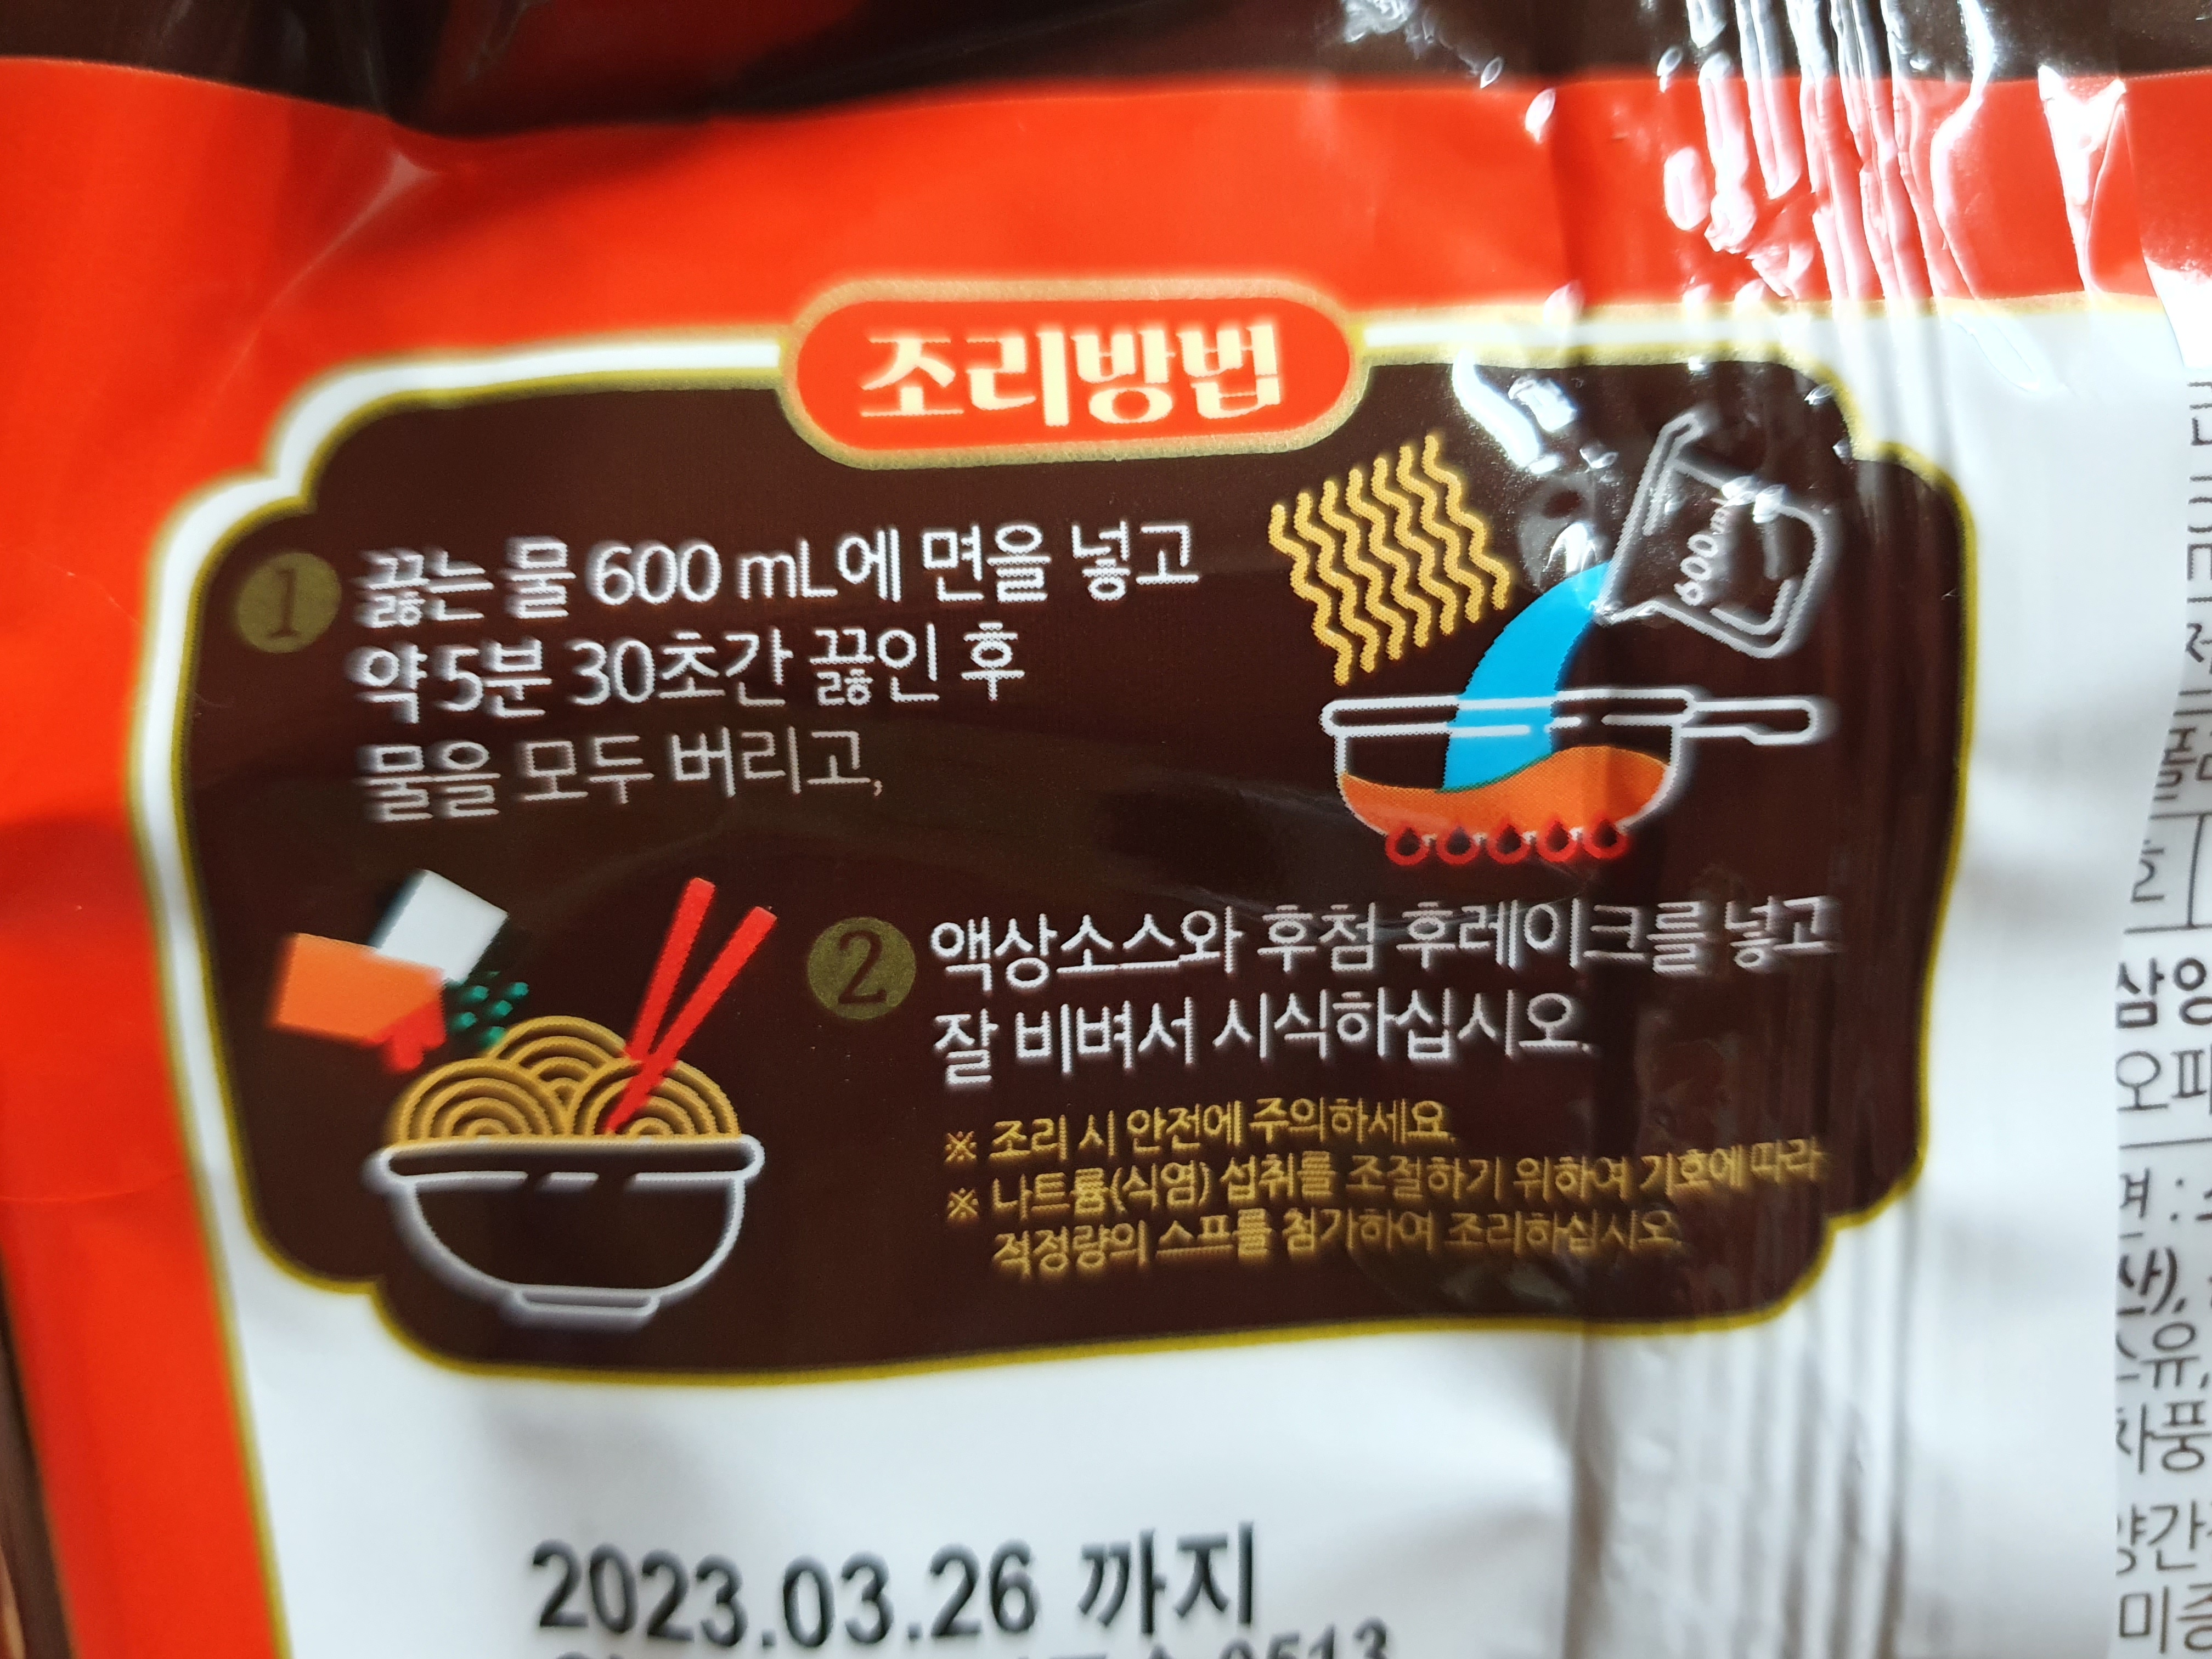 조리방법
1 끓는 물 600 mL에 면을 넣고
약 5분 30초간 끓인 후
물을 모두 버리고,
600 ml
2 액상소스와 후첨 후레이크를 넣고
잘 비벼서 시식하십시오.
※ 조리 시 안전에 주의하세요.
※ 나트륨(식염) 섭취를 조절하기 위하여 기호에 따라
적정량의 스프를 첨가하여 조리하십시오.
2023.03.26 까지